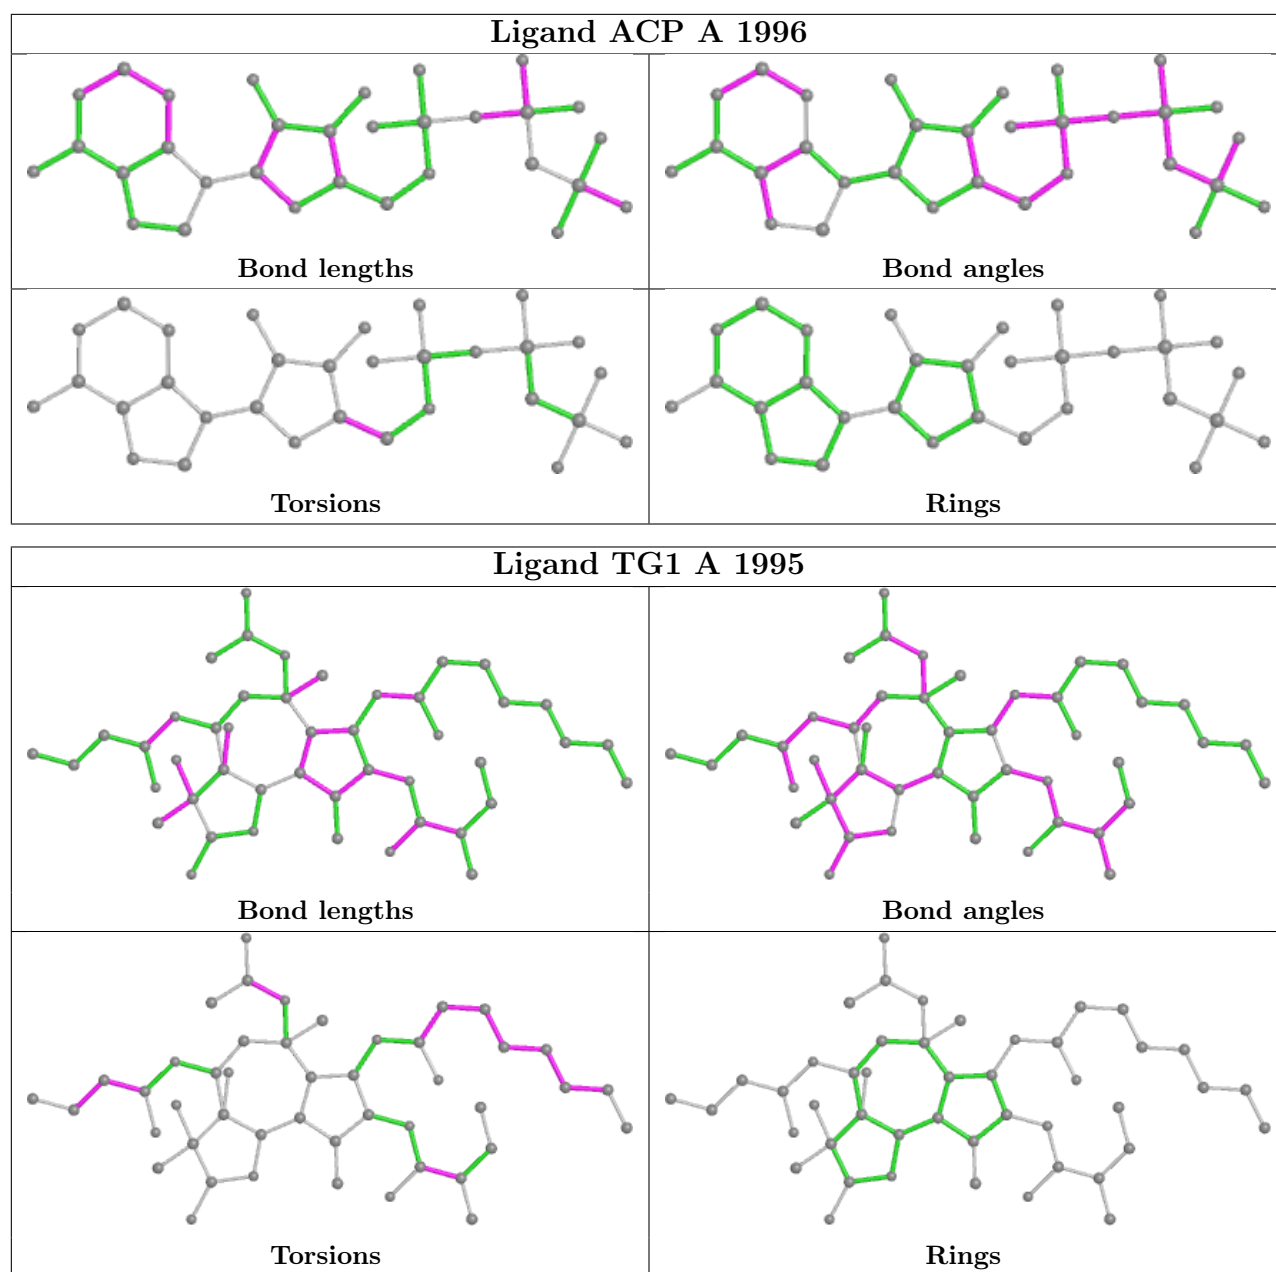 Ligand ACP A 1996
Bond lengths
Bond angles
Torsions
Rings
Ligand TG1 A 1995
Bond lengths
Bond angles
Torsions
Rings